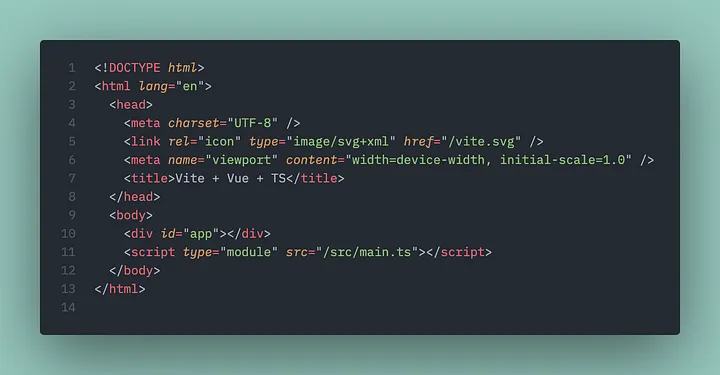 1 <!DOCTYPE html>
2 <html lang="en">
3   <head>
4     <meta charset="UTF-8" />
5     <link rel="icon" type="image/svg+xml" href="/vite.svg" />
6     <meta name="viewport" content="width=device-width, initial-scale=1.0" />
7     <title>Vite + Vue + TS</title>
8   </head>
9   <body>
10     <div id="app"></div>
11     <script type="module" src="/src/main.ts"></script>
12   </body>
13 </html>
14